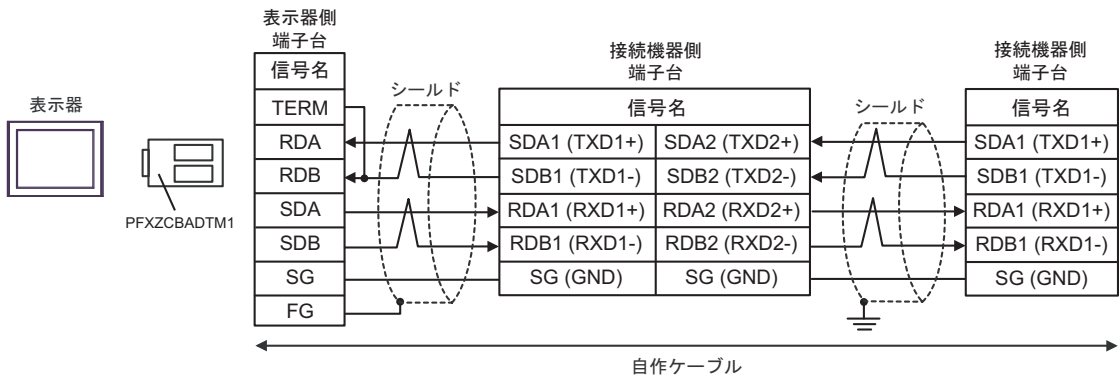 表示器
PFXZCBADTM1
表示器側
端子台
信号名
TERM
RDA
RDB
SDA
SDB
SG
FG
シールド
接続機器側
端子台
信号名
SDA1 (TXD1+) SDA2 (TXD2+)
SDB1 (TXD1-) SDB2 (TXD2-)
RDA1 (RXD1+) RDA2 (RXD2+)
RDB1 (RXD1-) RDB2 (RXD2-)
SG (GND) SG (GND)
シールド
接続機器側
端子台
信号名
SDA1 (TXD1+)
SDB1 (TXD1-)
RDA1 (RXD1+)
RDB1 (RXD1-)
SG (GND)
自作ケーブル